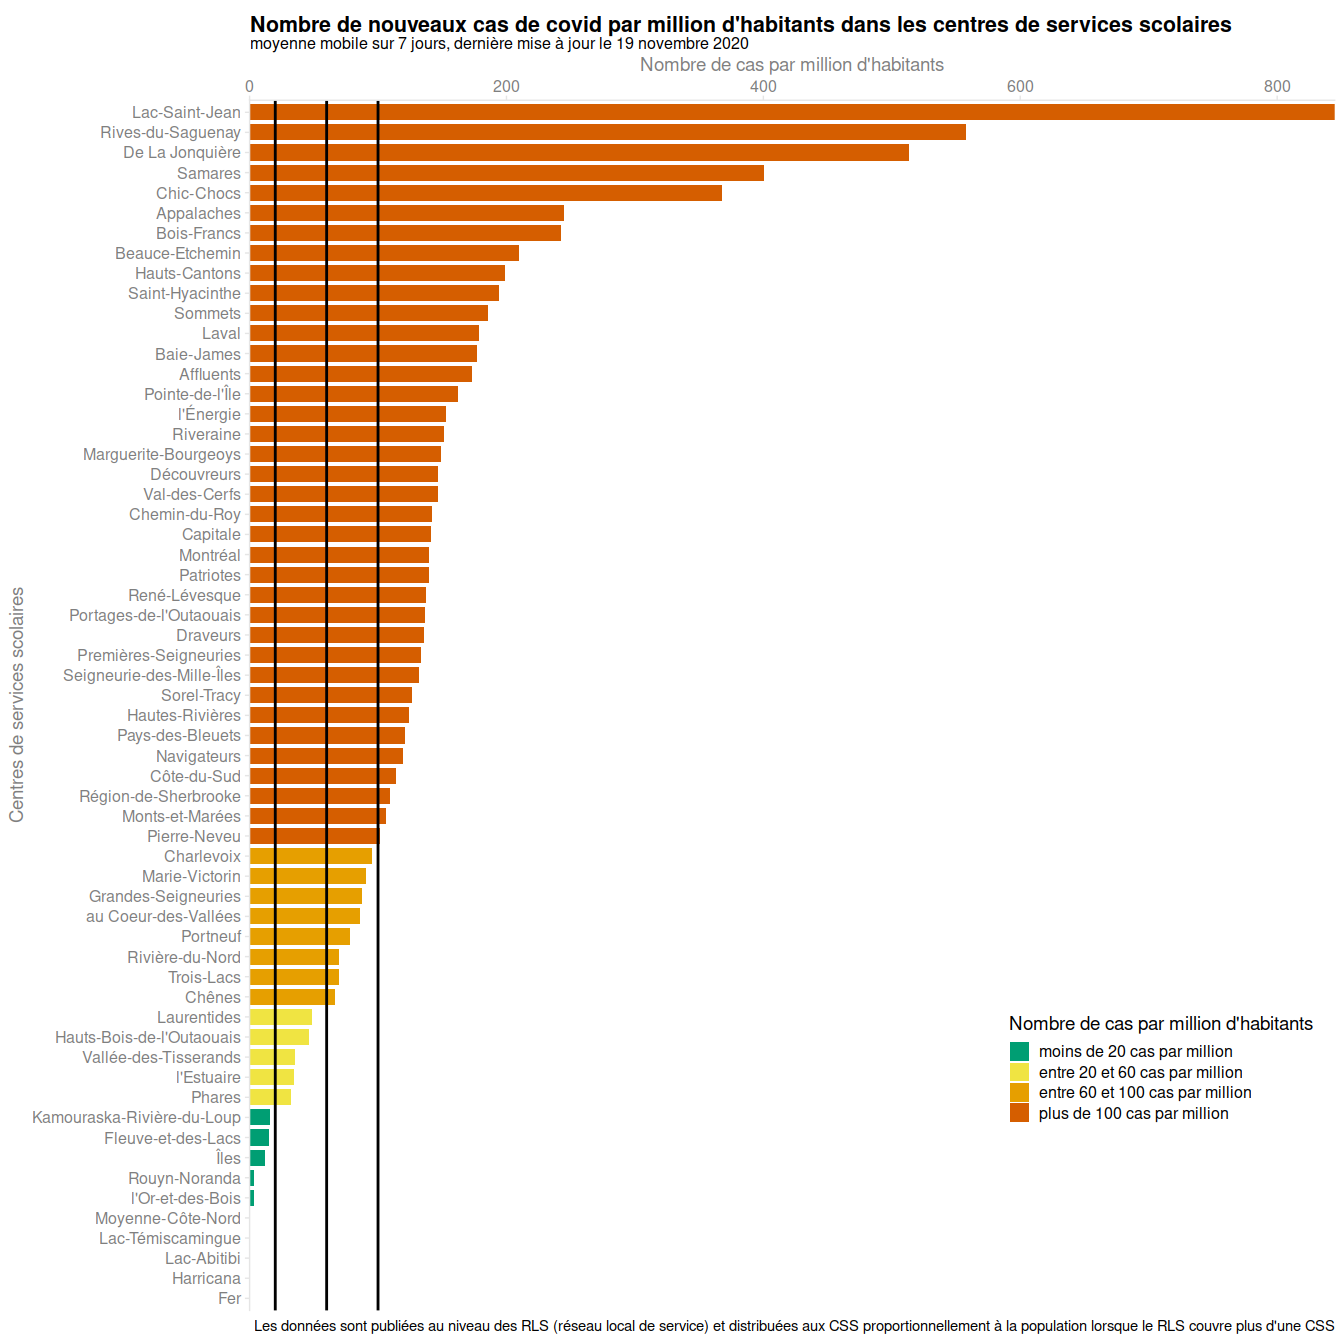 Nombre de nouveaux cas de covid par million d'habitants dans les centres de services scolaires
moyenne mobile sur 7 jours, dernière mise à jour le 19 novembre 2020
Nombre de cas par million d'habitants
0 200 400 600 800
Centres de services scolaires
Lac-Saint-Jean
Rives-du-Saguenay
De La Jonquière
Samares
Chic-Chocs
Appalaches
Bois-Francs
Beauce-Etchemin
Hauts-Cantons
Saint-Hyacinthe
Sommets
Laval
Baie-James
Affluents
Pointe-de-l'Île
l'Énergie
Riveraine
Marguerite-Bourgeoys
Découvreurs
Val-des-Cerfs
Chemin-du-Roy
Capitale
Montréal
Patriotes
René-Lévesque
Portages-de-l'Outaouais
Draveurs
Premières-Seigneuries
Seigneurie-des-Mille-Îles
Sorel-Tracy
Hautes-Rivières
Pays-des-Bleuets
Navigateurs
Côte-du-Sud
Région-de-Sherbrooke
Monts-et-Marées
Pierre-Neveu
Charlevoix
Marie-Victorin
Grandes-Seigneuries
au Coeur-des-Vallées
Portneuf
Rivière-du-Nord
Trois-Lacs
Chênes
Laurentides
Hauts-Bois-de-l'Outaouais
Vallée-des-Tisserands
l'Estuaire
Phares
Kamouraska-Rivière-du-Loup
Fleuve-et-des-Lacs
Îles
Rouyn-Noranda
l'Or-et-des-Bois
Moyenne-Côte-Nord
Lac-Témiscamingue
Lac-Abitibi
Harricana
Fer
Nombre de cas par million d'habitants
moins de 20 cas par million
entre 20 et 60 cas par million
entre 60 et 100 cas par million
plus de 100 cas par million
Les données sont publiées au niveau des RLS (réseau local de service) et distribuées aux CSS proportionnellement à la population lorsque le RLS couvre plus d'une CSS